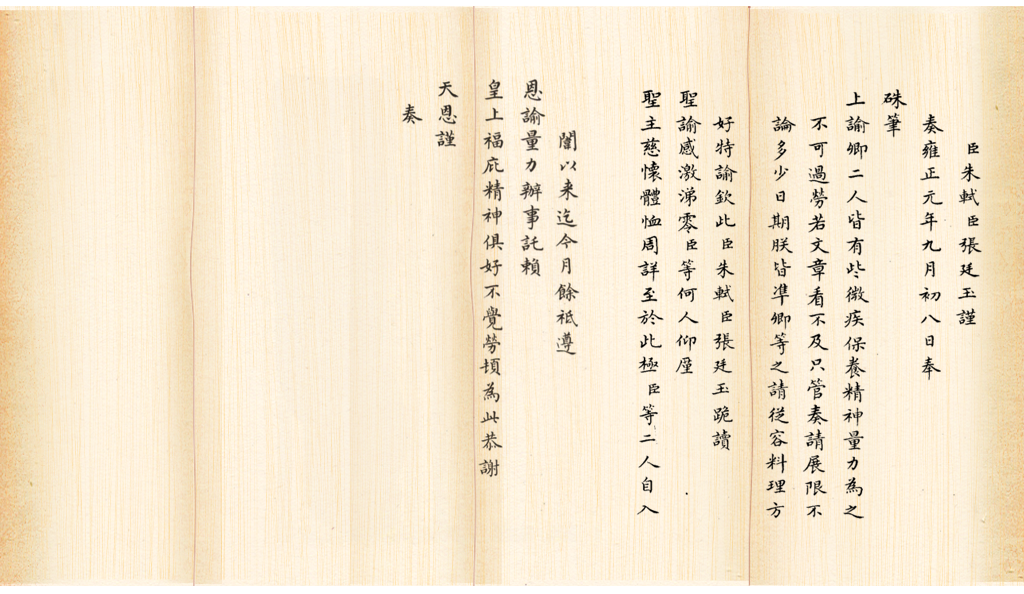 臣朱軾臣張廷玉謹
奏雍正元年九月初八日奉
硃筆
上諭卿二人皆有些微疾保養精神量力為之
不可過勞若文章看不及只管奏請展限不
論多少日期朕皆準卿等之請從容料理方
好特諭欽此臣朱軾臣張廷玉跪讀
聖諭感激涕零臣等何人仰廑
聖主慈懷體恤周詳至於此極臣等二人自入
闈以来迄今月餘祗遵
恩諭量力辦事託賴
皇上福庇精神俱好不覺勞頓為此恭謝
天恩謹
奏